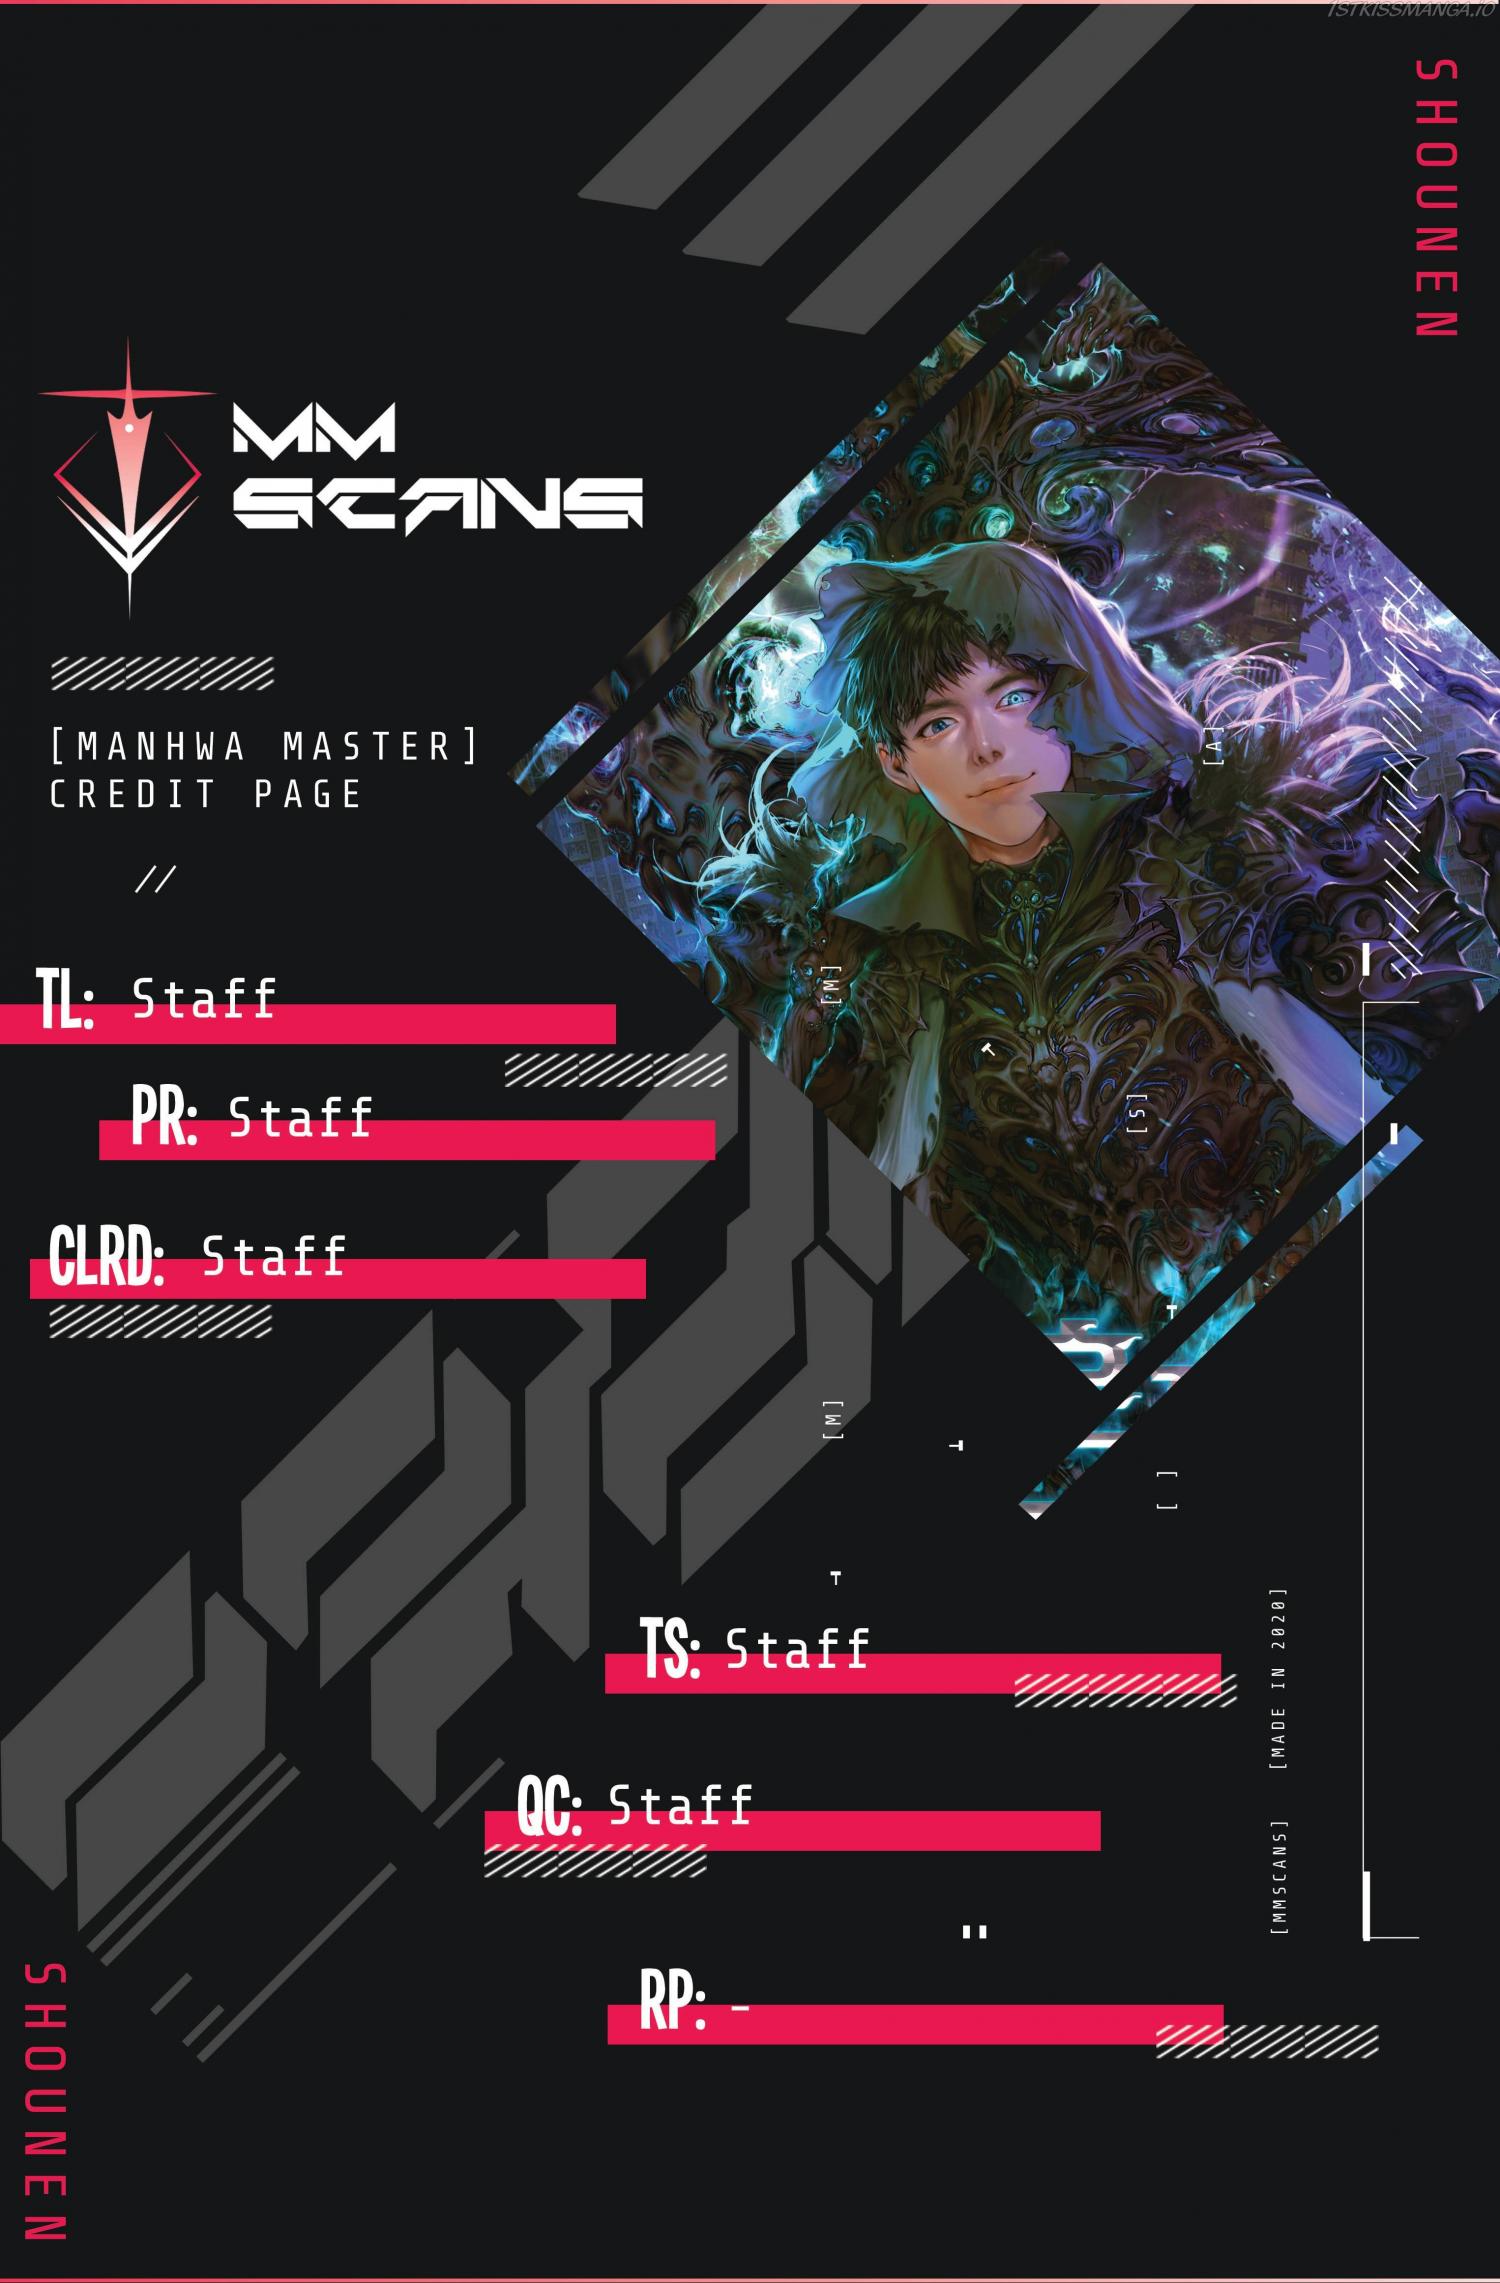 1STKISSMANGA.IO
SHOUNEN
MM
SCANS
[MANHWA MASTER]
CREDIT PAGE
//
[A]
TL: Staff
[M]
T
PR: Staff
[S]
CLRD: Staff
T
[M]
T
[ ]
T
TS: Staff
[MADE IN 2020]
QC: Staff
[MMSCANS]
RP: -
SHOUNEN